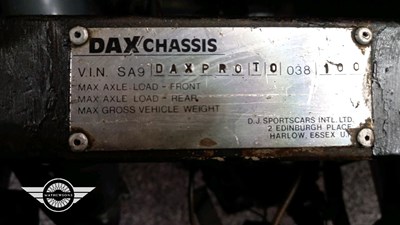 DAX CHASSIS
V.I.N. SA9 DAXPROTO 038 100
MAX AXLE LOAD - FRONT
MAX AXLE LOAD - REAR
MAX GROSS VEHICLE WEIGHT
D.J. SPORTSCARS INTL. LTD.
2 EDINBURGH PLACE
HARLOW, E6SEX U.K